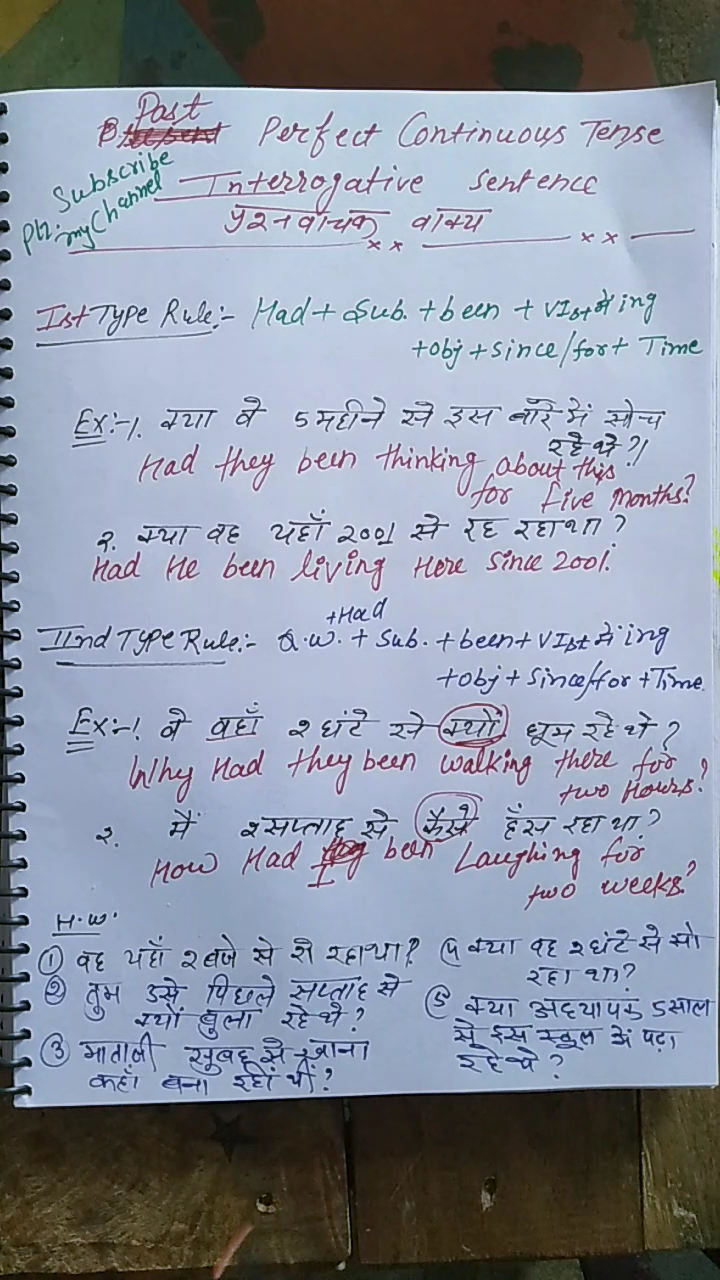 Past
Perfect Continuous Tense
Subscribe
Plz: my Channel
Interrogative sentence
प्रश्नवाचक वाक्य
Ist Type Rule:- Had + Sub. + been + VIst में ing
+ obj + since/for + Time
Ex:-1. क्या वे 5 महीने से इस बारे में सोच
रहे थे?
Had they been thinking about this
for five months?
2. क्या वह यहाँ 2001 से रह रहा था?
Had He been living Here since 2001.
+Had
IInd Type Rule:- Q.W. + Sub. + been + VIst में ing
+ obj + Since/for + Time.
Ex:-1 वे वहाँ 2 घंटे से क्यों घूम रहे थे?
Why Had they been walking there for
two Hours?
2. मैं 2 सप्ताह से कैसे हँस रहा था?
How Had I been Laughing for
two weeks?
H.W.
① वह यहाँ 2 बजे से रो रहा था?
② तुम उसे पिछले सप्ताह से
क्यों बुला रहे थे?
③ माताजी सुबह से खाना
कहाँ बना रहीं थीं?
④ क्या वह 2 घंटे से सो
रहा था?
⑤ क्या अध्यापक 5 साल
से इस स्कूल में पढ़ा
रहे थे?